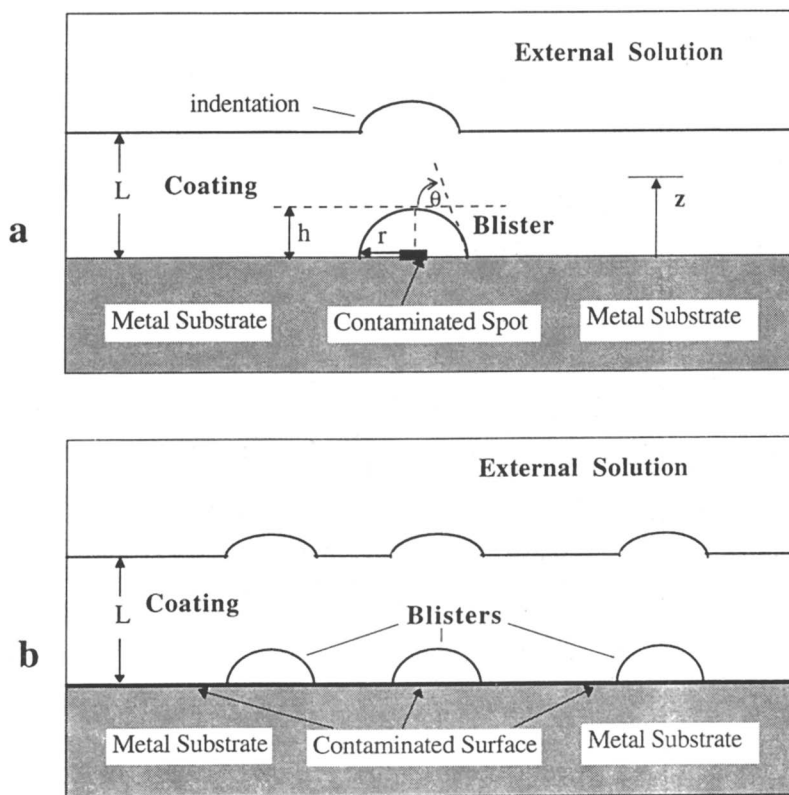 External Solution
indentation
L
Coating
θ
z
a
h
r
Blister
Metal Substrate
Contaminated Spot
Metal Substrate
External Solution
L
Coating
Blisters
b
Metal Substrate
Contaminated Surface
Metal Substrate